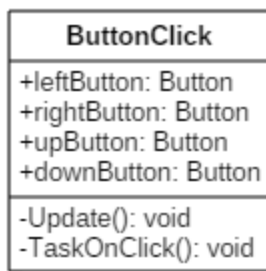 ButtonClick
+leftButton: Button
+rightButton: Button
+upButton: Button
+downButton: Button
-Update(): void
-TaskOnClick(): void